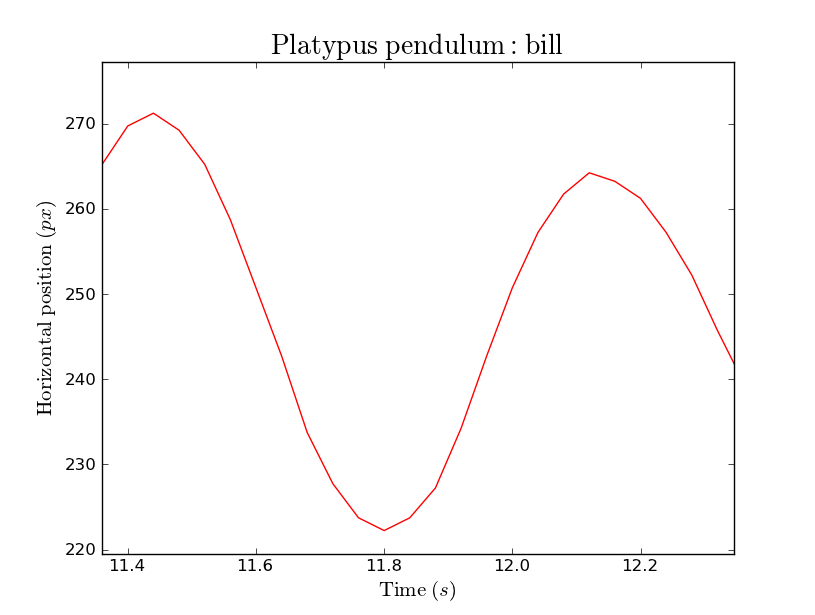 Platypus pendulum : bill
Horizontal position (px)
270
260
250
240
230
220
11.4 11.6 11.8 12.0 12.2
Time (s)